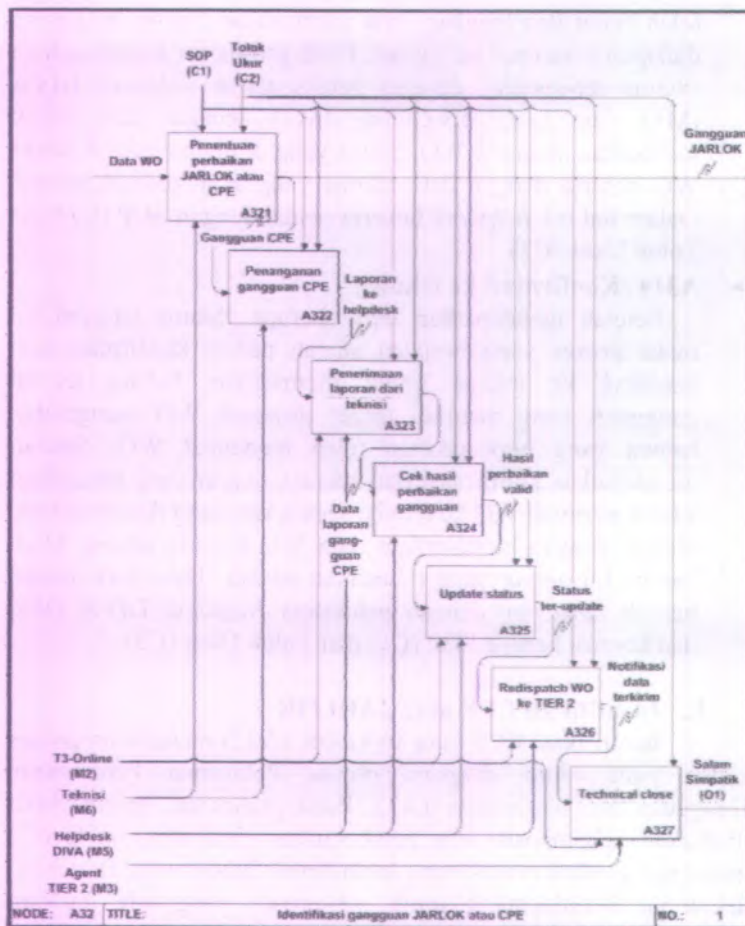 SOP
(C1)
Tolok
Ukur
(C2)
Gangguan
JARLOK
Data WO
Penentuan
perbaikan
JARLOK atau
CPE
A321
Gangguan CPE
Penanganan
gangguan CPE
A322
Laporan
ke
helpdesk
Penerimaan
laporan dari
teknisi
A323
Hasil
perbaikan
valid
Cek hasil
perbaikan
gangguan
A324
Data
laporan
gang-
guan
CPE
Update status
A325
Status
ter-update
Redispatch WO
ke TIER 2
A326
Notifikasi
data
terkirim
T3-Online
(M2)
Teknisi
(M6)
Technical close
A327
Salam
Simpatik
(O1)
Helpdesk
DIVA (M5)
Agent
TIER 2 (M3)
NODE: A32 TITLE: Identifikasi gangguan JARLOK atau CPE NO.: 1